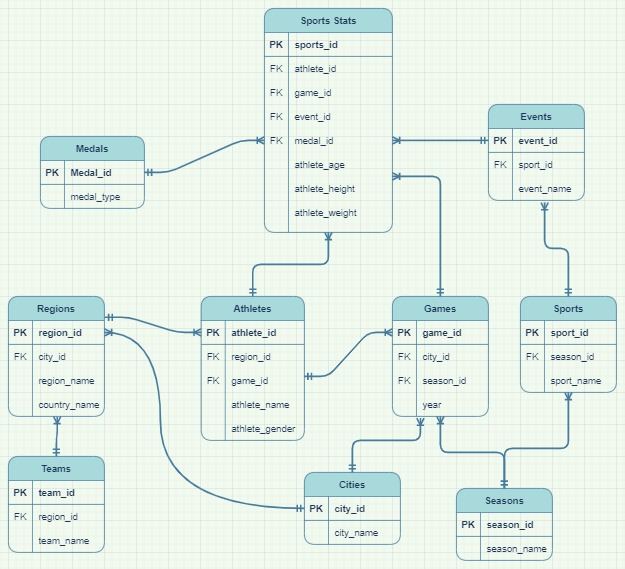 Sports Stats
PK sports_id
FK athlete_id
FK game_id
FK event_id
FK medal_id
athlete_age
athlete_height
athlete_weight
Events
PK event_id
FK sport_id
event_name
Medals
PK Medal_id
medal_type
Regions
PK region_id
FK city_id
region_name
country_name
Athletes
PK athlete_id
FK region_id
FK game_id
athlete_name
athlete_gender
Games
PK game_id
FK city_id
FK season_id
year
Sports
PK sport_id
FK season_id
sport_name
Teams
PK team_id
FK region_id
team_name
Cities
PK city_id
city_name
Seasons
PK season_id
season_name